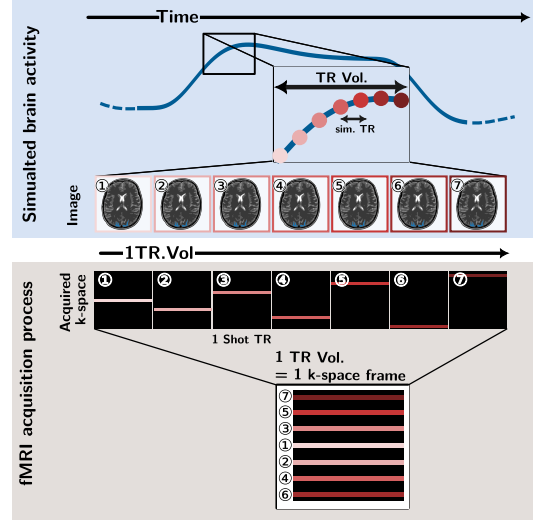 Time
Simualted brain activity
TR Vol.
sim. TR
Image
① ② ③ ④ ⑤ ⑥ ⑦
1TR.Vol
fMRI acquisition process
Acquired
k-space
① ② ③ ④ ⑤ ⑥ ⑦
1 Shot TR
1 TR Vol.
= 1 k-space frame
⑦
⑤
③
①
②
④
⑥